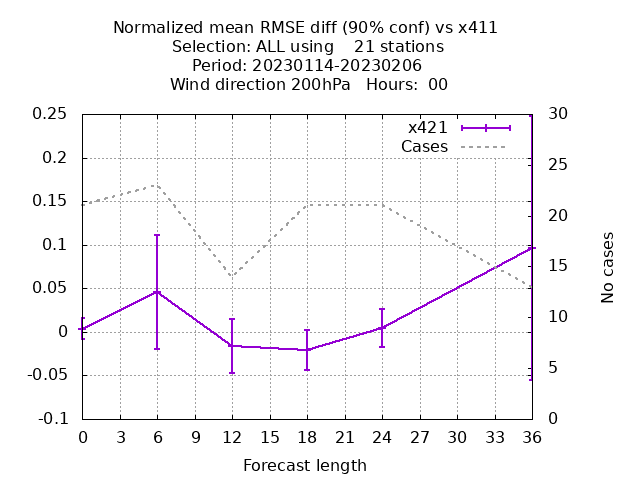 Normalized mean RMSE diff (90% conf) vs x411
Selection: ALL using    21 stations
Period: 20230114-20230206
Wind direction 200hPa   Hours:  00
x421
Cases
0.25
0.2
0.15
0.1
0.05
0
-0.05
-0.1
30
25
20
15
10
5
0
No cases
0 3 6 9 12 15 18 21 24 27 30 33 36
Forecast length